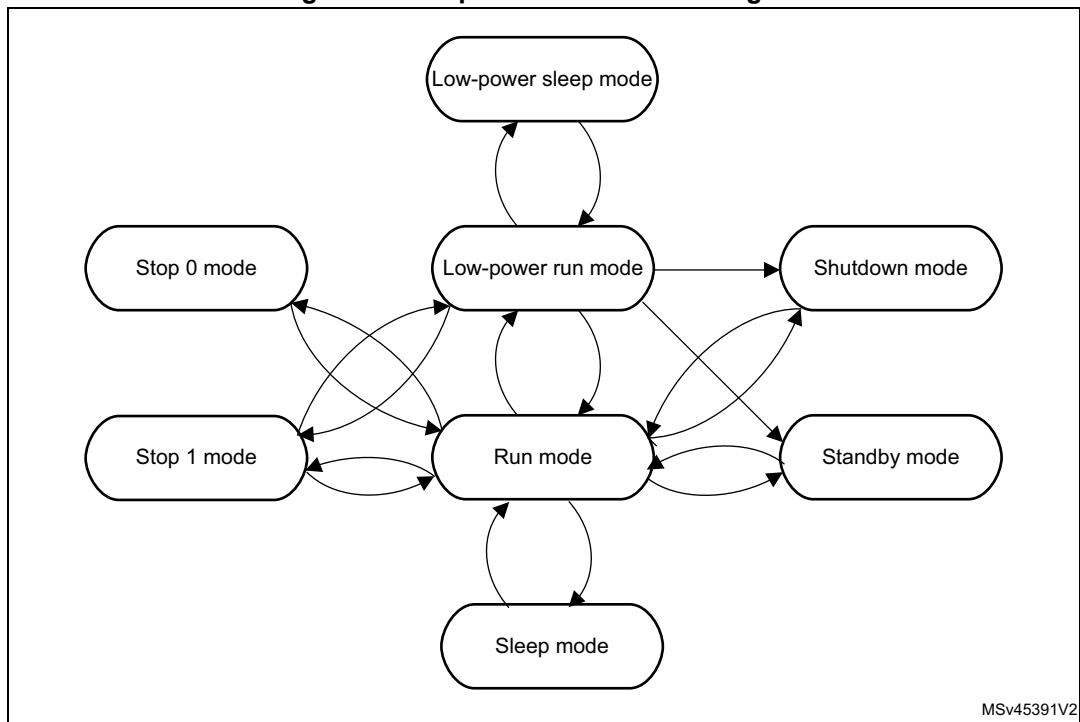 Low-power sleep mode
Stop 0 mode
Low-power run mode
Shutdown mode
Stop 1 mode
Run mode
Standby mode
Sleep mode
MSv45391V2